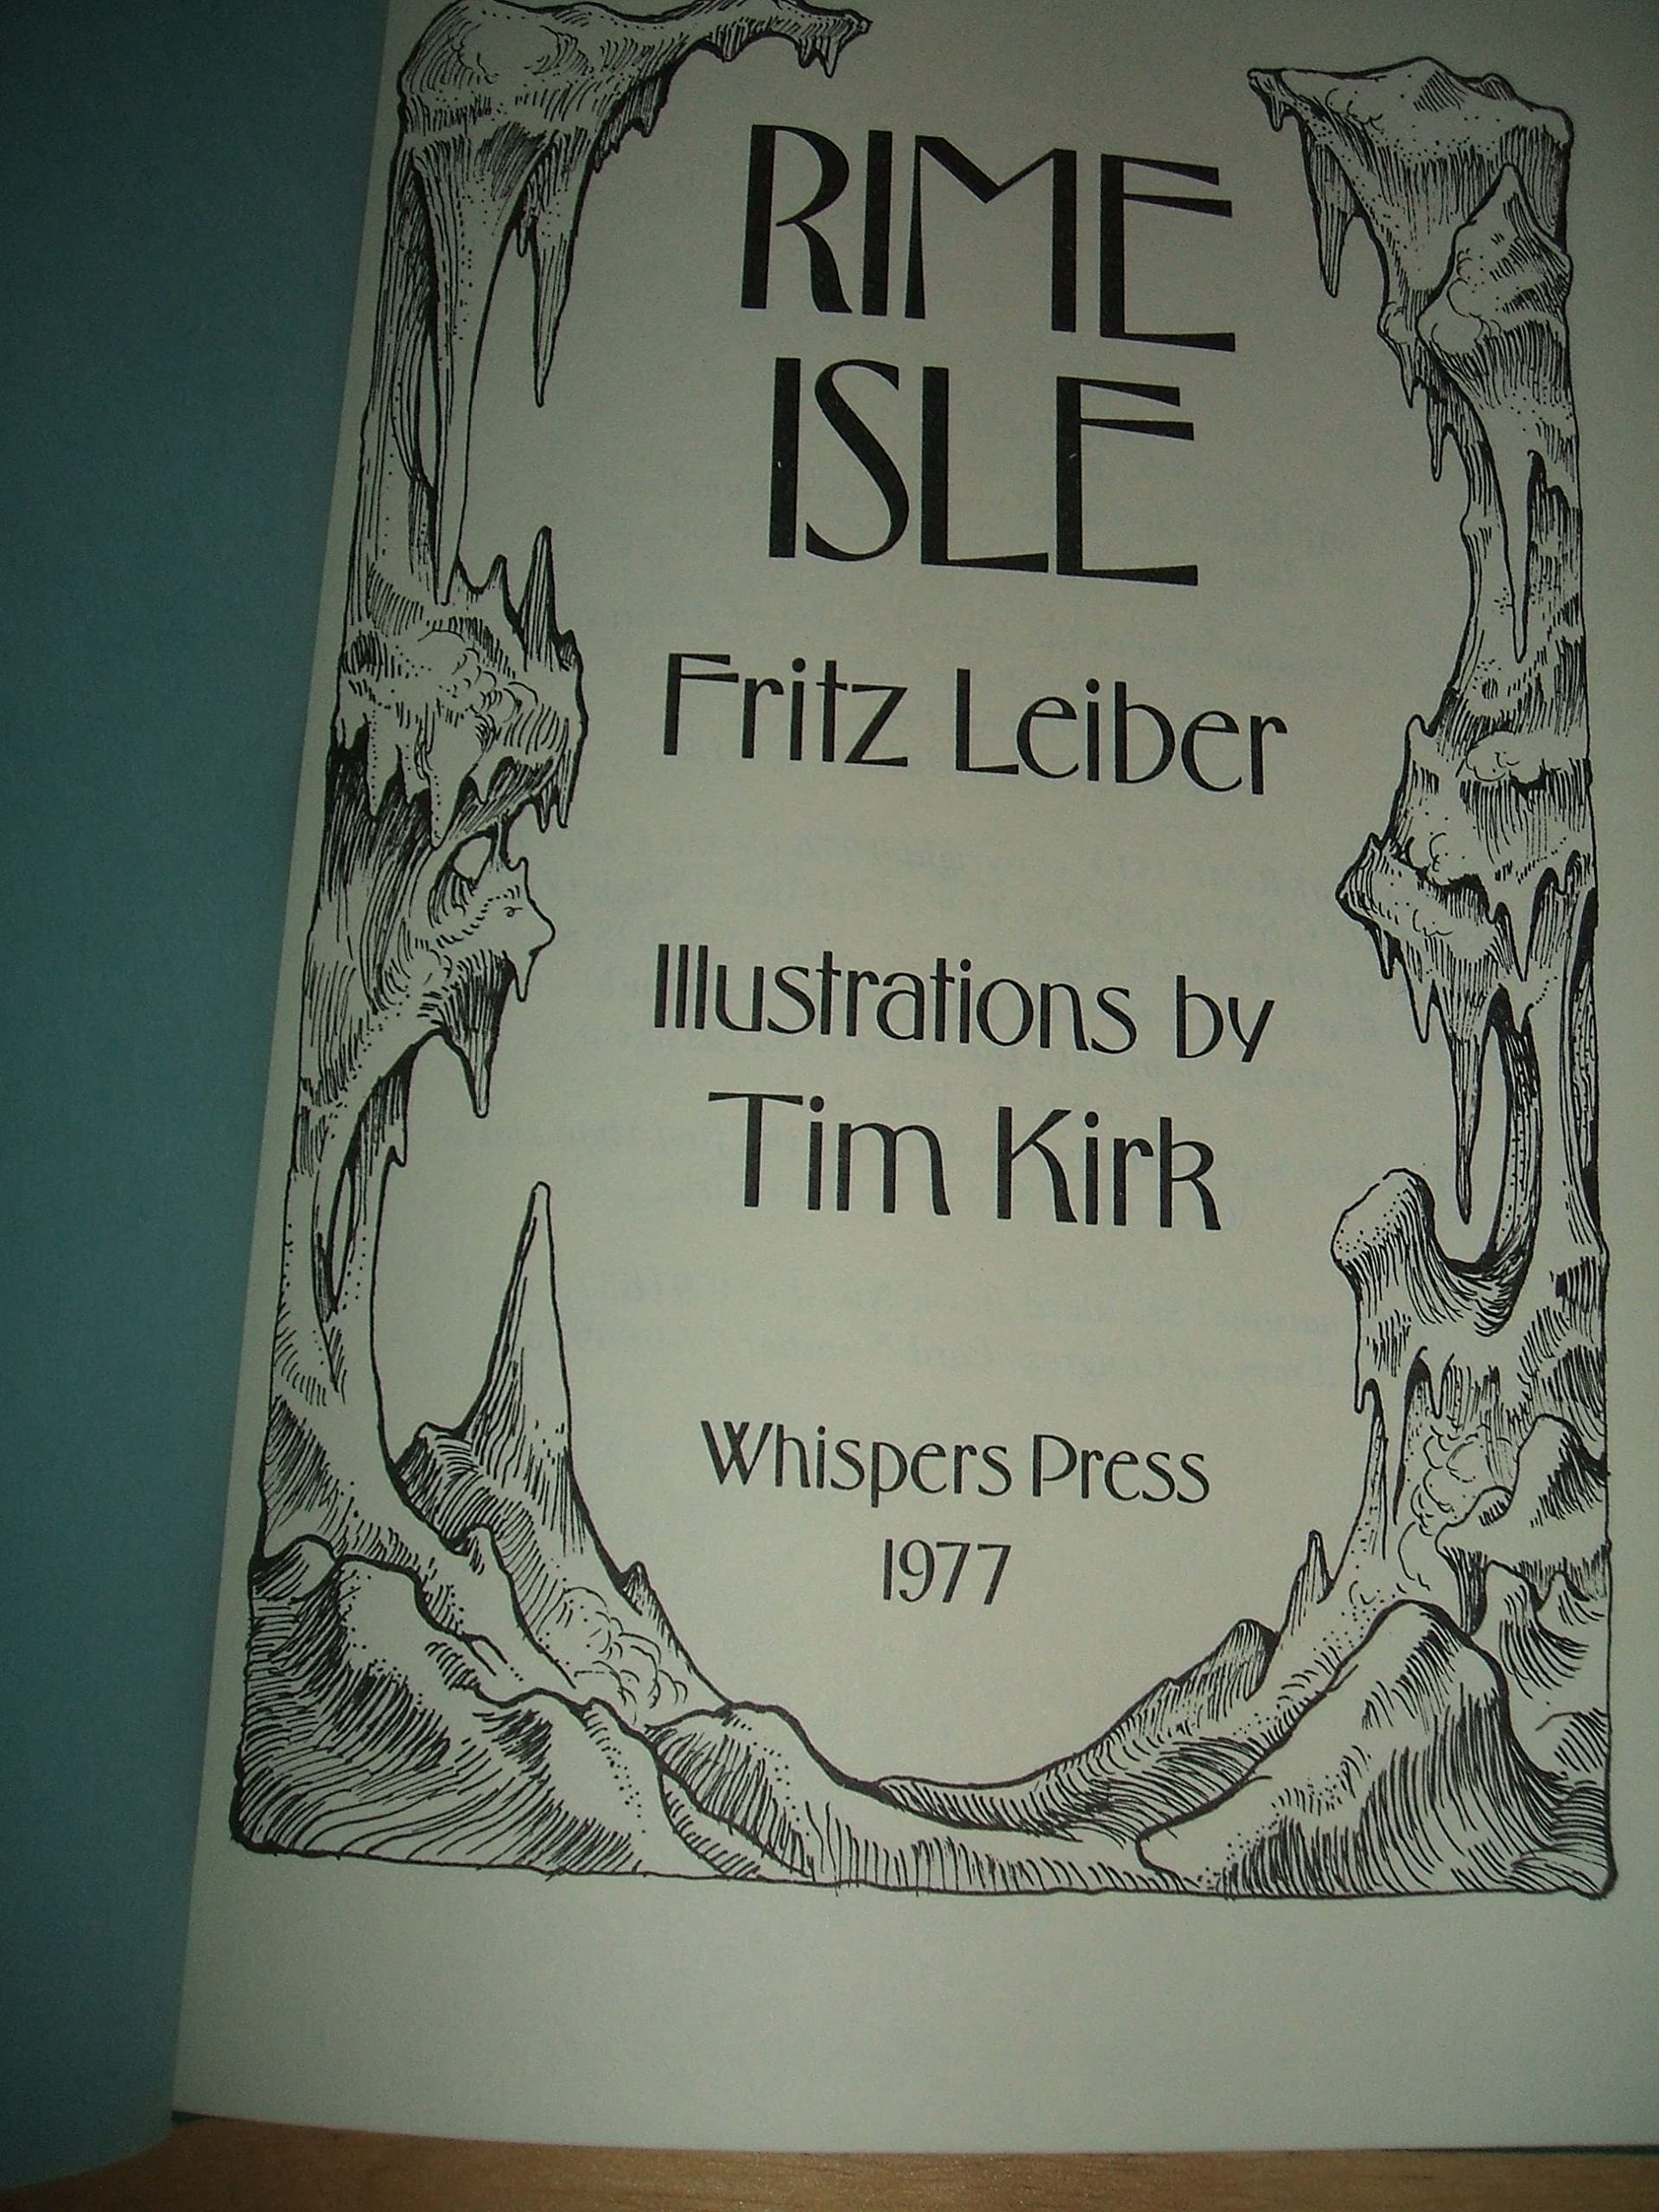 RIME
ISLE
Fritz Leiber
Illustrations by
Tim Kirk
Whispers Press
1977